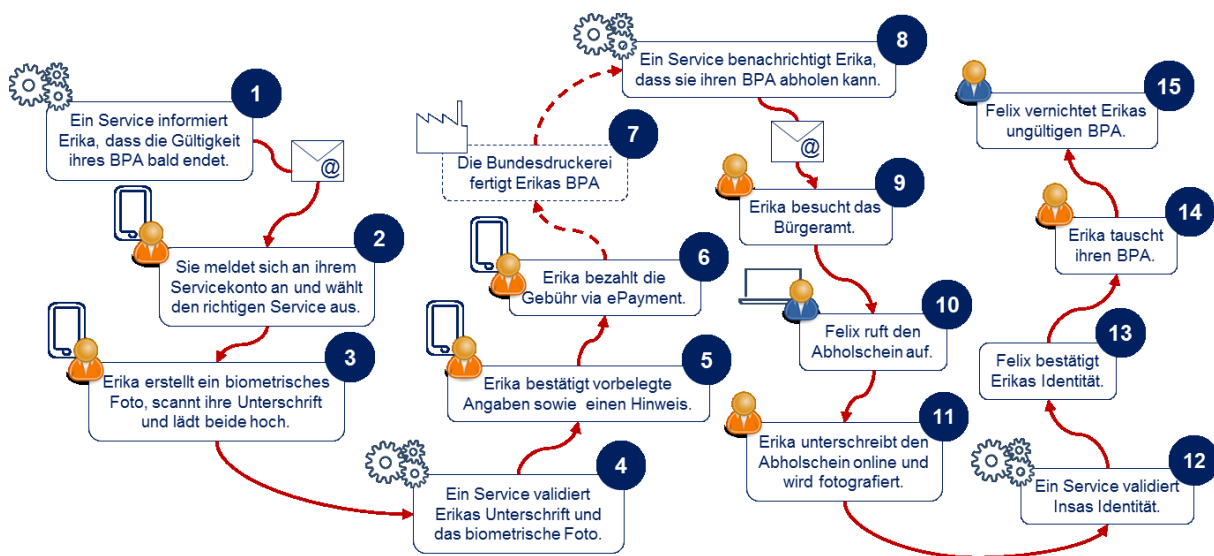 1
Ein Service informiert
Erika, dass die Gültigkeit
ihres BPA bald endet.
@
2
Sie meldet sich an ihrem
Servicekonto an und wählt
den richtigen Service aus.
3
Erika erstellt ein biometrisches
Foto, scannt ihre Unterschrift
und lädt beide hoch.
4
Ein Service validiert
Erikas Unterschrift und
das biometrische Foto.
5
Erika bestätigt vorbelegte
Angaben sowie einen Hinweis.
6
Erika bezahlt die
Gebühr via ePayment.
7
Die Bundesdruckerei
fertigt Erikas BPA
8
Ein Service benachrichtigt Erika,
dass sie ihren BPA abholen kann.
@
9
Erika besucht das
Bürgeramt.
10
Felix ruft den
Abholschein auf.
11
Erika unterschreibt den
Abholschein online und
wird fotografiert.
12
Ein Service validiert
Insas Identität.
13
Felix bestätigt
Erikas Identität.
14
Erika tauscht
ihren BPA.
15
Felix vernichtet Erikas
ungültigen BPA.